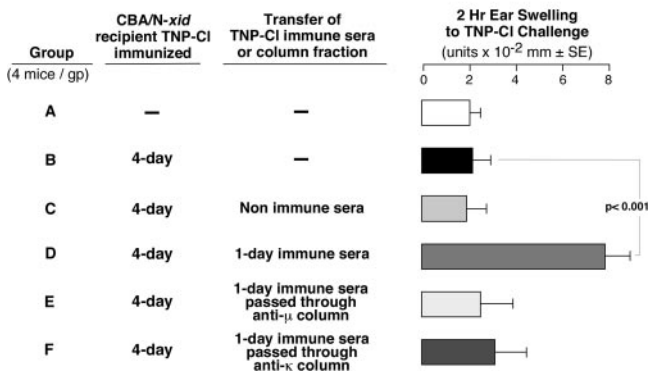 CBA/N-xid
recipient TNP-Cl
immunized
Transfer of
TNP-Cl immune sera
or column fraction
2 Hr Ear Swelling
to TNP-Cl Challenge
(units x 10⁻² mm ± SE)
Group
(4 mice / gp)
0 2 4 6 8
A — —
B 4-day —
C 4-day Non immune sera
p< 0.001
D 4-day 1-day immune sera
E 4-day 1-day immune sera
passed through
anti-μ column
F 4-day 1-day immune sera
passed through
anti-κ column